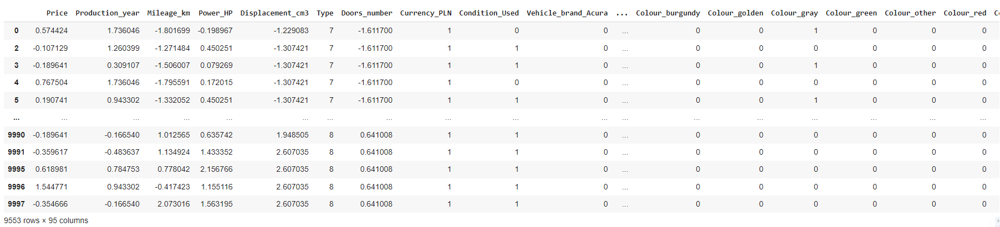 Price Production_year Mileage_km Power_HP Displacement_cm3 Type Doors_number Currency_PLN Condition_Used Vehicle_brand_Acura ... Colour_burgundy Colour_golden Colour_gray Colour_green Colour_other Colour_red
0 0.574424 1.736046 -1.801699 -0.198967 -1.229083 7 -1.611700 1 0 0 ... 0 0 1 0 0 0
2 -0.107129 1.260399 -1.271484 0.450251 -1.307421 7 -1.611700 1 1 0 ... 0 0 0 0 0 0
3 -0.189641 0.309107 -1.506007 0.079269 -1.307421 7 -1.611700 1 1 0 ... 0 0 1 0 0 0
4 0.767504 1.736046 -1.795591 0.172015 -1.307421 7 -1.611700 1 0 0 ... 0 0 0 0 0 0
5 0.190741 0.943302 -1.332052 0.450251 -1.307421 7 -1.611700 1 1 0 ... 0 0 1 0 0 0
... ... ... ... ... ... ... ... ... ... ... ... ... ... ... ... ... ...
9990 -0.189641 -0.166540 1.012565 0.635742 1.948505 8 0.641008 1 1 0 ... 0 0 0 0 0 0
9991 -0.359617 -0.483637 1.134924 1.433352 2.607035 8 0.641008 1 1 0 ... 0 0 0 0 0 0
9995 0.618981 0.784753 0.778042 2.156766 2.607035 8 0.641008 1 1 0 ... 0 0 0 0 0 0
9996 1.544771 0.943302 -0.417423 1.155116 2.607035 8 0.641008 1 1 0 ... 0 0 0 0 0 0
9997 -0.354666 -0.166540 2.073016 1.563195 2.607035 8 0.641008 1 1 0 ... 0 0 0 0 0 0
9553 rows × 95 columns